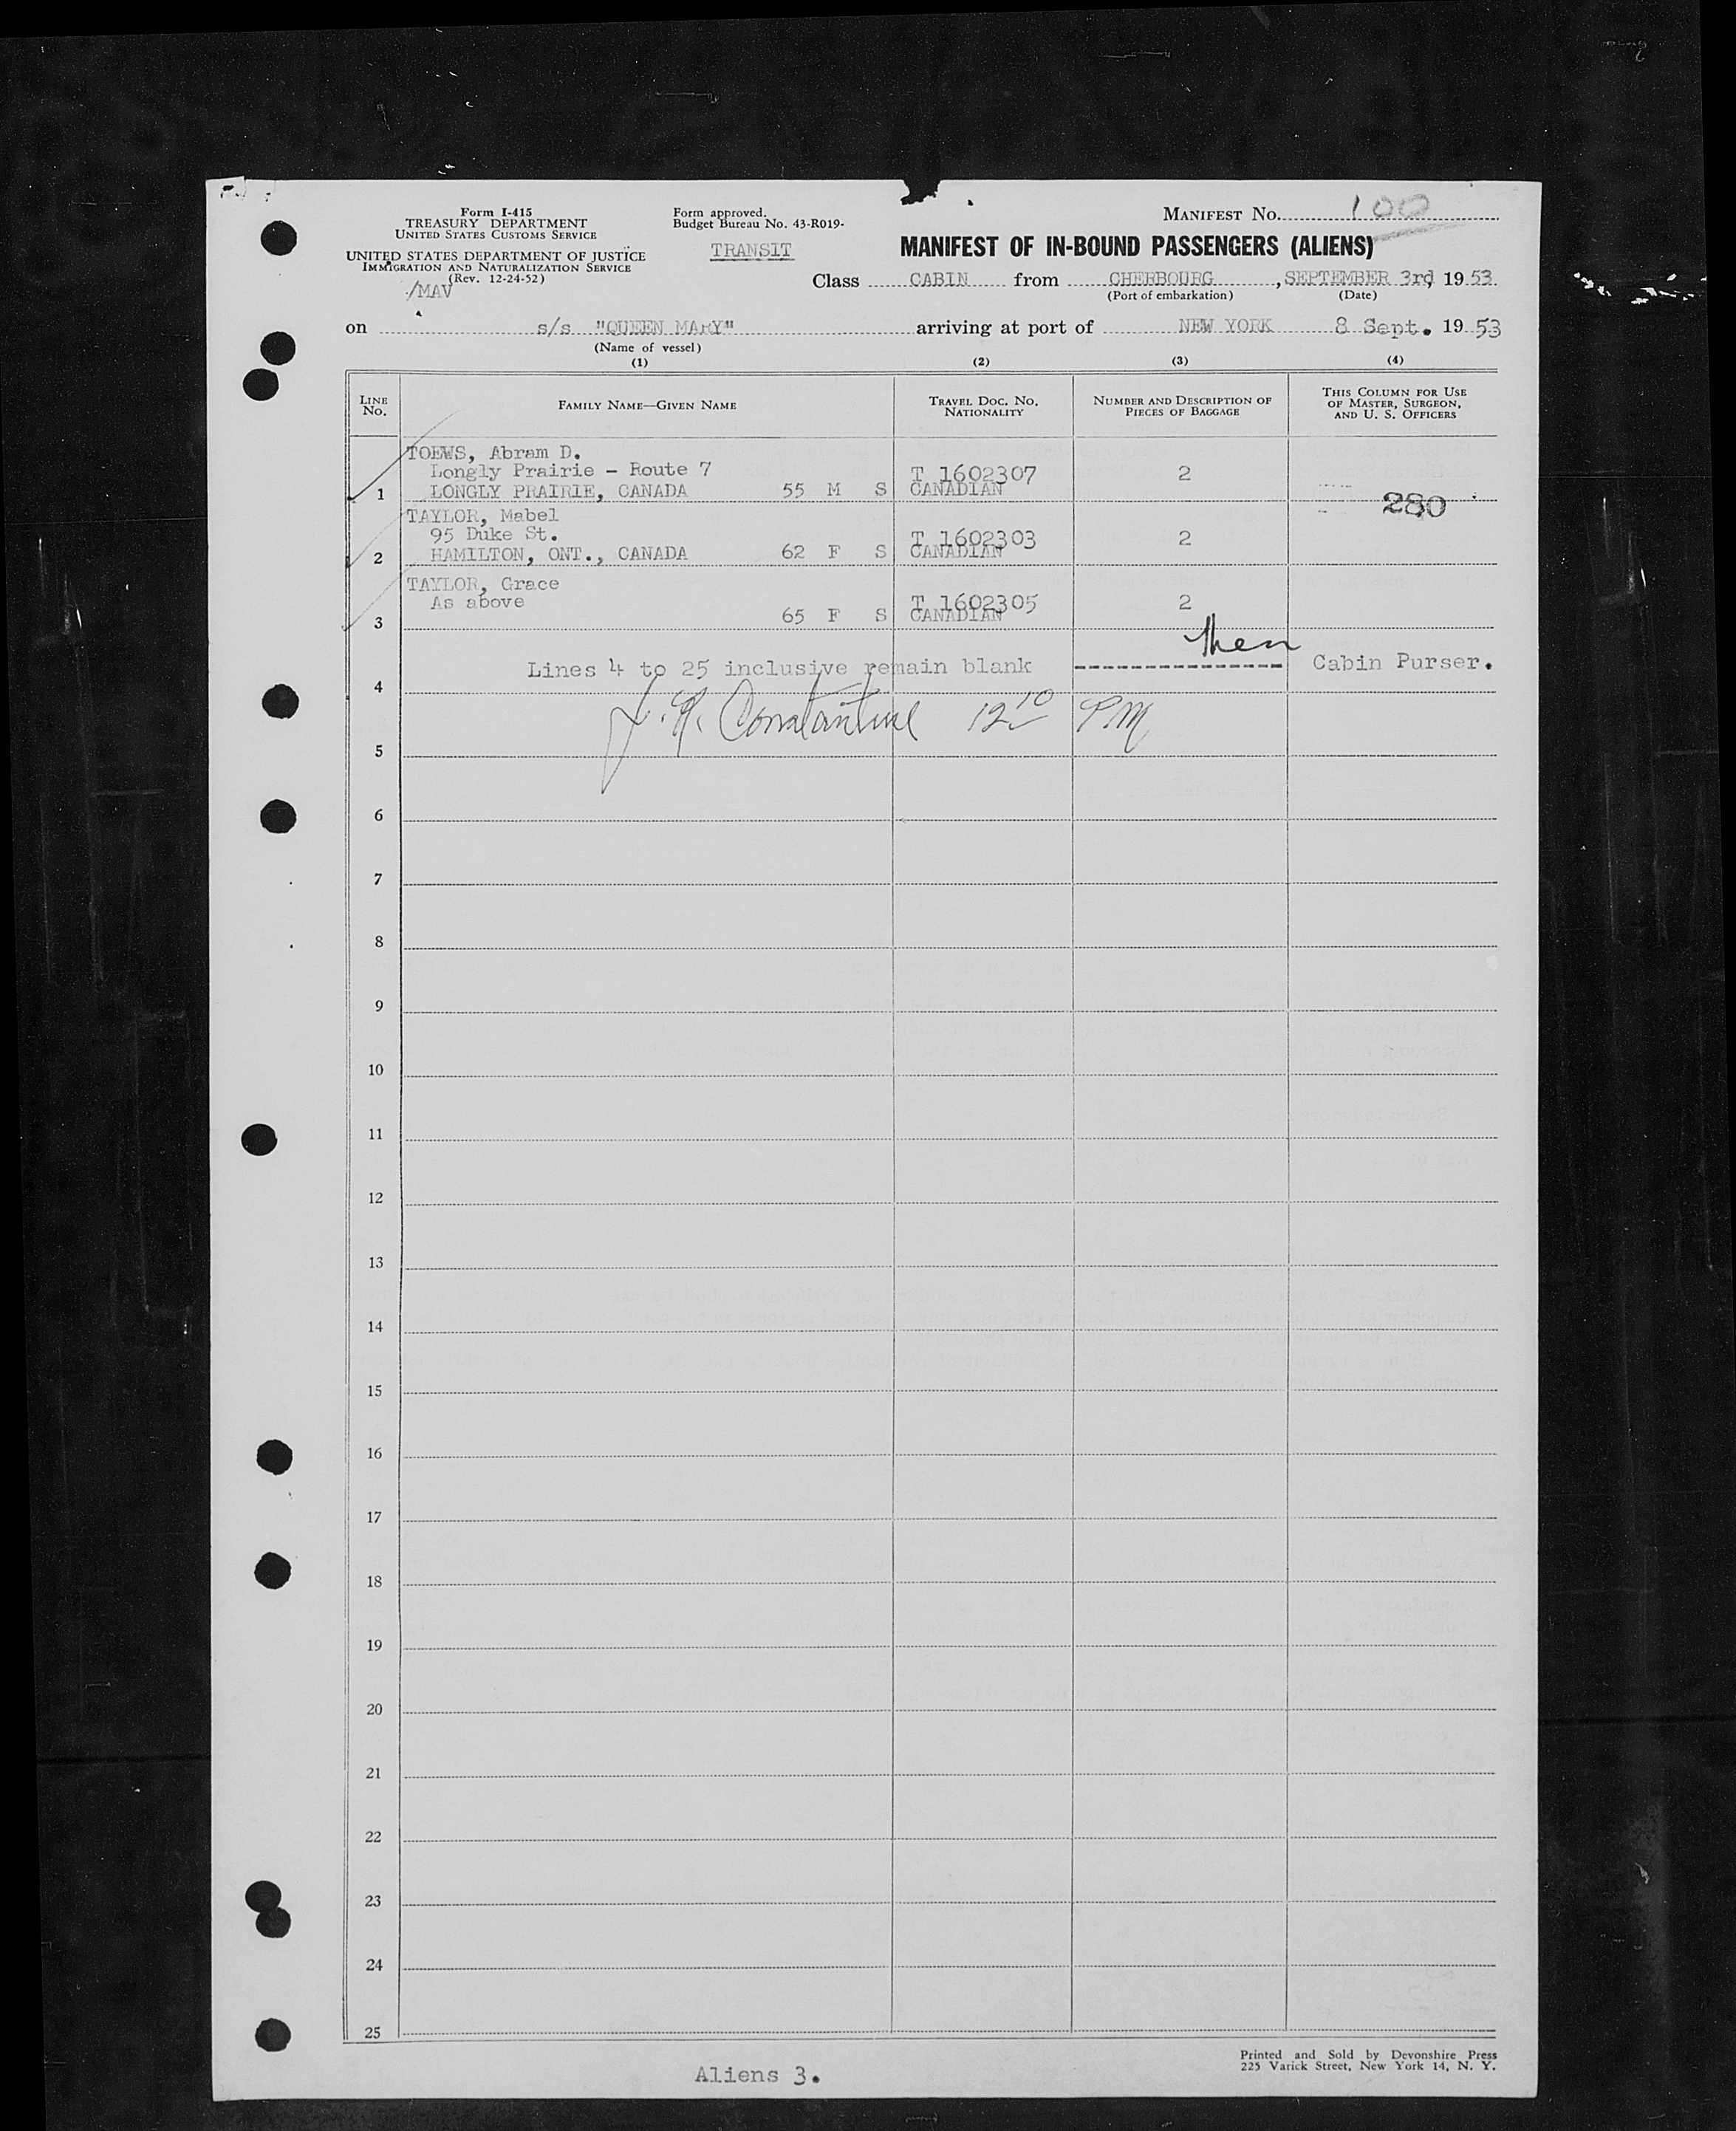 Form I-415
TREASURY DEPARTMENT
UNITED STATES CUSTOMS SERVICE
UNITED STATES DEPARTMENT OF JUSTICE
IMMIGRATION AND NATURALIZATION SERVICE
(Rev. 12-24-52)
/MAV
Form approved.
Budget Bureau No. 43-R019-
TRANSIT
MANIFEST No. 100
MANIFEST OF IN-BOUND PASSENGERS (ALIENS)
Class CABIN from CHERBOURG, SEPTEMBER 3rd, 1953
(Port of embarkation) (Date)
on s/s "QUEEN MARY" arriving at port of NEW YORK 8 Sept. 1953
(Name of vessel)
(1) (2) (3) (4)
LINE No. FAMILY NAME—GIVEN NAME TRAVEL DOC. No. NATIONALITY NUMBER AND DESCRIPTION OF PIECES OF BAGGAGE THIS COLUMN FOR USE OF MASTER, SURGEON, AND U. S. OFFICERS
TOEWS, Abram D.
Longly Prairie - Route 7 T 1602307 2
1 LONGLY PRAIRIE, CANADA 55 M S CANADIAN
280
TAYLOR, Mabel
95 Duke St. T 1602303 2
2 HAMILTON, ONT., CANADA 62 F S CANADIAN
TAYLOR, Grace
As above T 1602305 2
3 65 F S CANADIAN
Lines 4 to 25 inclusive remain blank ---------------- Cabin Purser.
4
Constantine 12 10 PM
5
6
7
8
9
10
11
12
13
14
15
16
17
18
19
20
21
22
23
24
25
Aliens 3.
Printed and Sold by Devonshire Press
225 Varick Street, New York 14, N. Y.